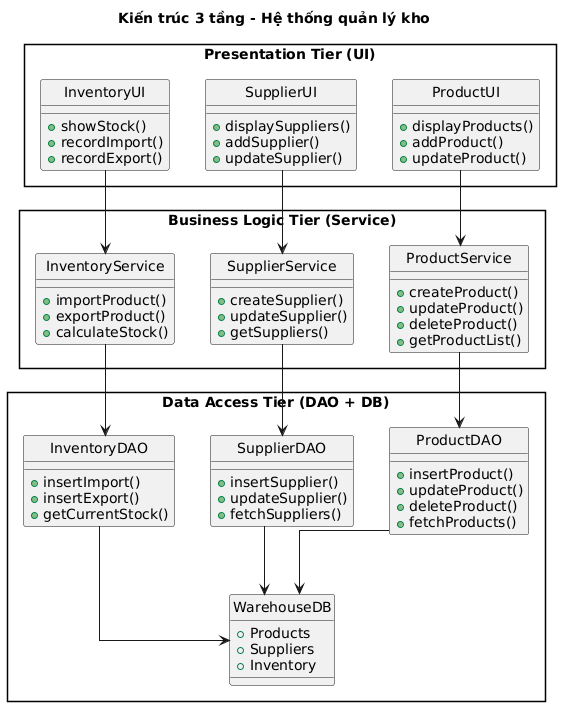 Kiến trúc 3 tầng - Hệ thống quản lý kho
Presentation Tier (UI)
InventoryUI
showStock()
recordImport()
recordExport()
SupplierUI
displaySuppliers()
addSupplier()
updateSupplier()
ProductUI
displayProducts()
addProduct()
updateProduct()
Business Logic Tier (Service)
InventoryService
importProduct()
exportProduct()
calculateStock()
SupplierService
createSupplier()
updateSupplier()
getSuppliers()
ProductService
createProduct()
updateProduct()
deleteProduct()
getProductList()
Data Access Tier (DAO + DB)
InventoryDAO
insertImport()
insertExport()
getCurrentStock()
SupplierDAO
insertSupplier()
updateSupplier()
fetchSuppliers()
ProductDAO
insertProduct()
updateProduct()
deleteProduct()
fetchProducts()
WarehouseDB
Products
Suppliers
Inventory